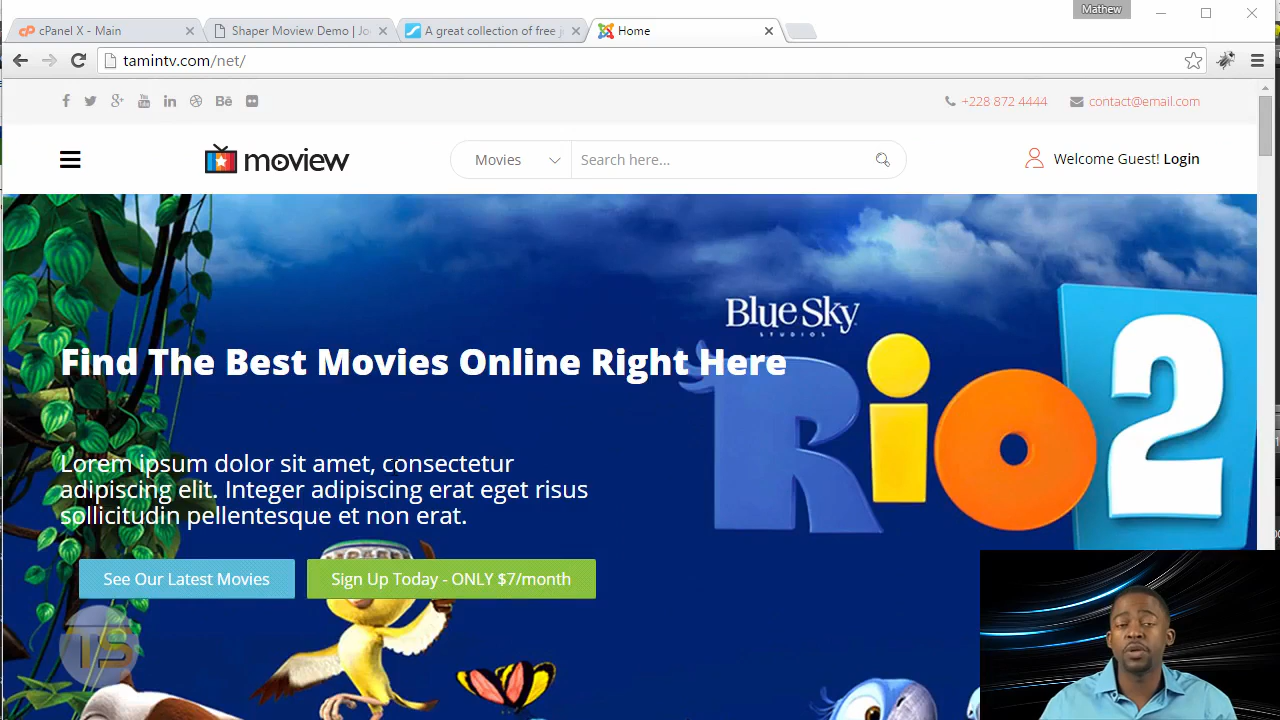 Mathew
cPanel X - Main
Shaper Moview Demo | Jo
A great collection of free j
Home
tamintv.com/net/
+228 872 4444
contact@email.com
moview
Movies
Search here...
Welcome Guest! Login
BlueSky
STUDIOS
Rio 2
Find The Best Movies Online Right Here
Lorem ipsum dolor sit amet, consectetur
adipiscing elit. Integer adipiscing erat eget risus
sollicitudin pellentesque et non erat.
See Our Latest Movies
Sign Up Today - ONLY $7/month
TS